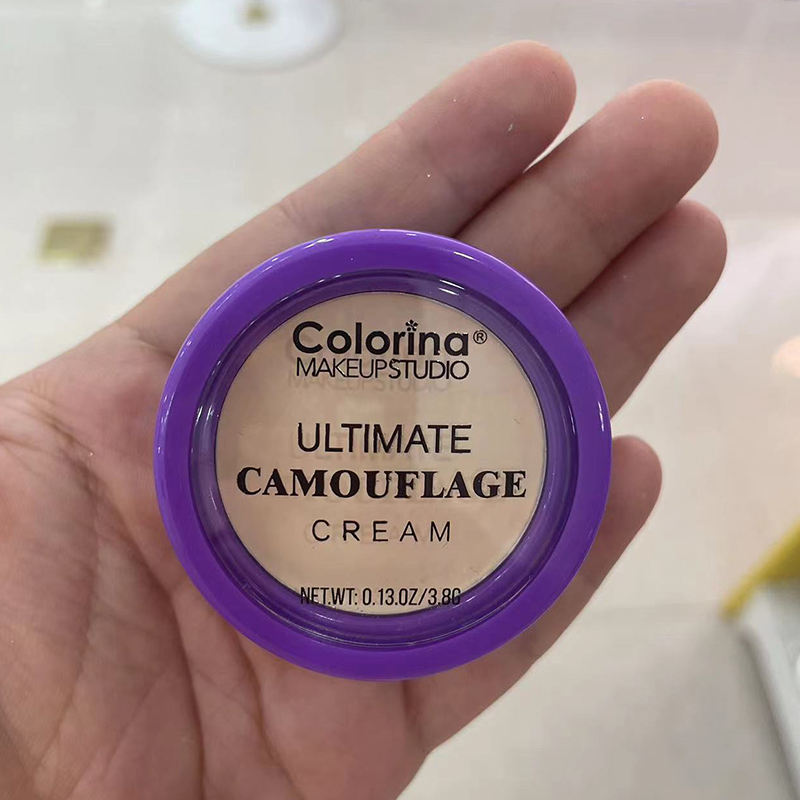 Colorina®
MAKEUPSTUDIO
ULTIMATE
CAMOUFLAGE
CREAM
NET.WT: 0.13.OZ/3.8G